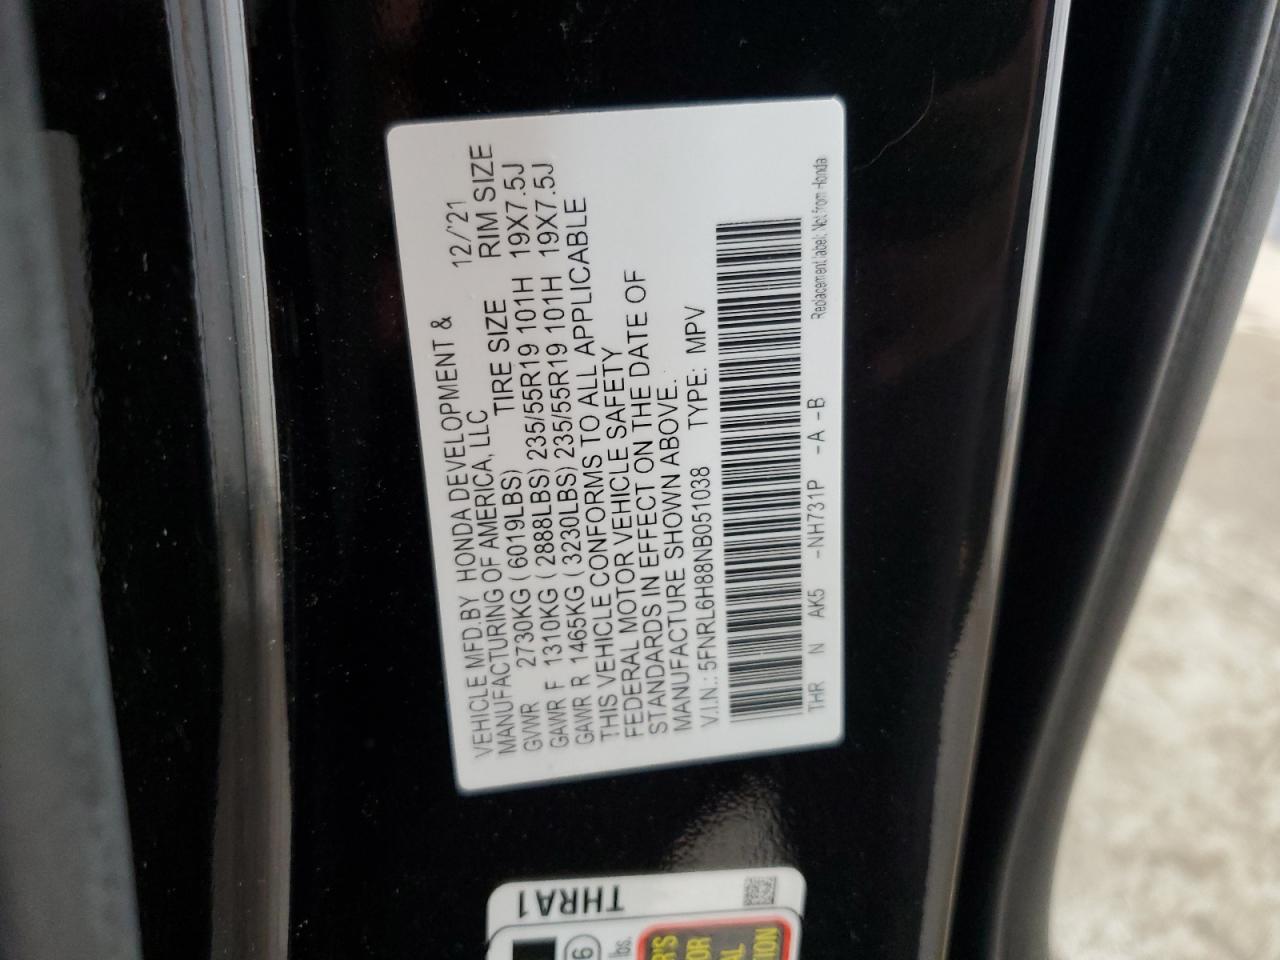 VEHICLE MFD.BY HONDA DEVELOPMENT & 12/'21
MANUFACTURING OF AMERICA, LLC
TIRE SIZE RIM SIZE
GVWR 2730KG ( 6019LBS)
GAWR F 1310KG ( 2888LBS) 235/55R19 101H 19X7.5J
GAWR R 1465KG ( 3230LBS) 235/55R19 101H 19X7.5J
THIS VEHICLE CONFORMS TO ALL APPLICABLE
FEDERAL MOTOR VEHICLE SAFETY
STANDARDS IN EFFECT ON THE DATE OF
MANUFACTURE SHOWN ABOVE.
V.I.N.: 5FNRL6H88NB051038 TYPE: MPV
THR N AK5 -NH731P -A -B Replacement label: Not from Honda
THRA1
6
lbs.